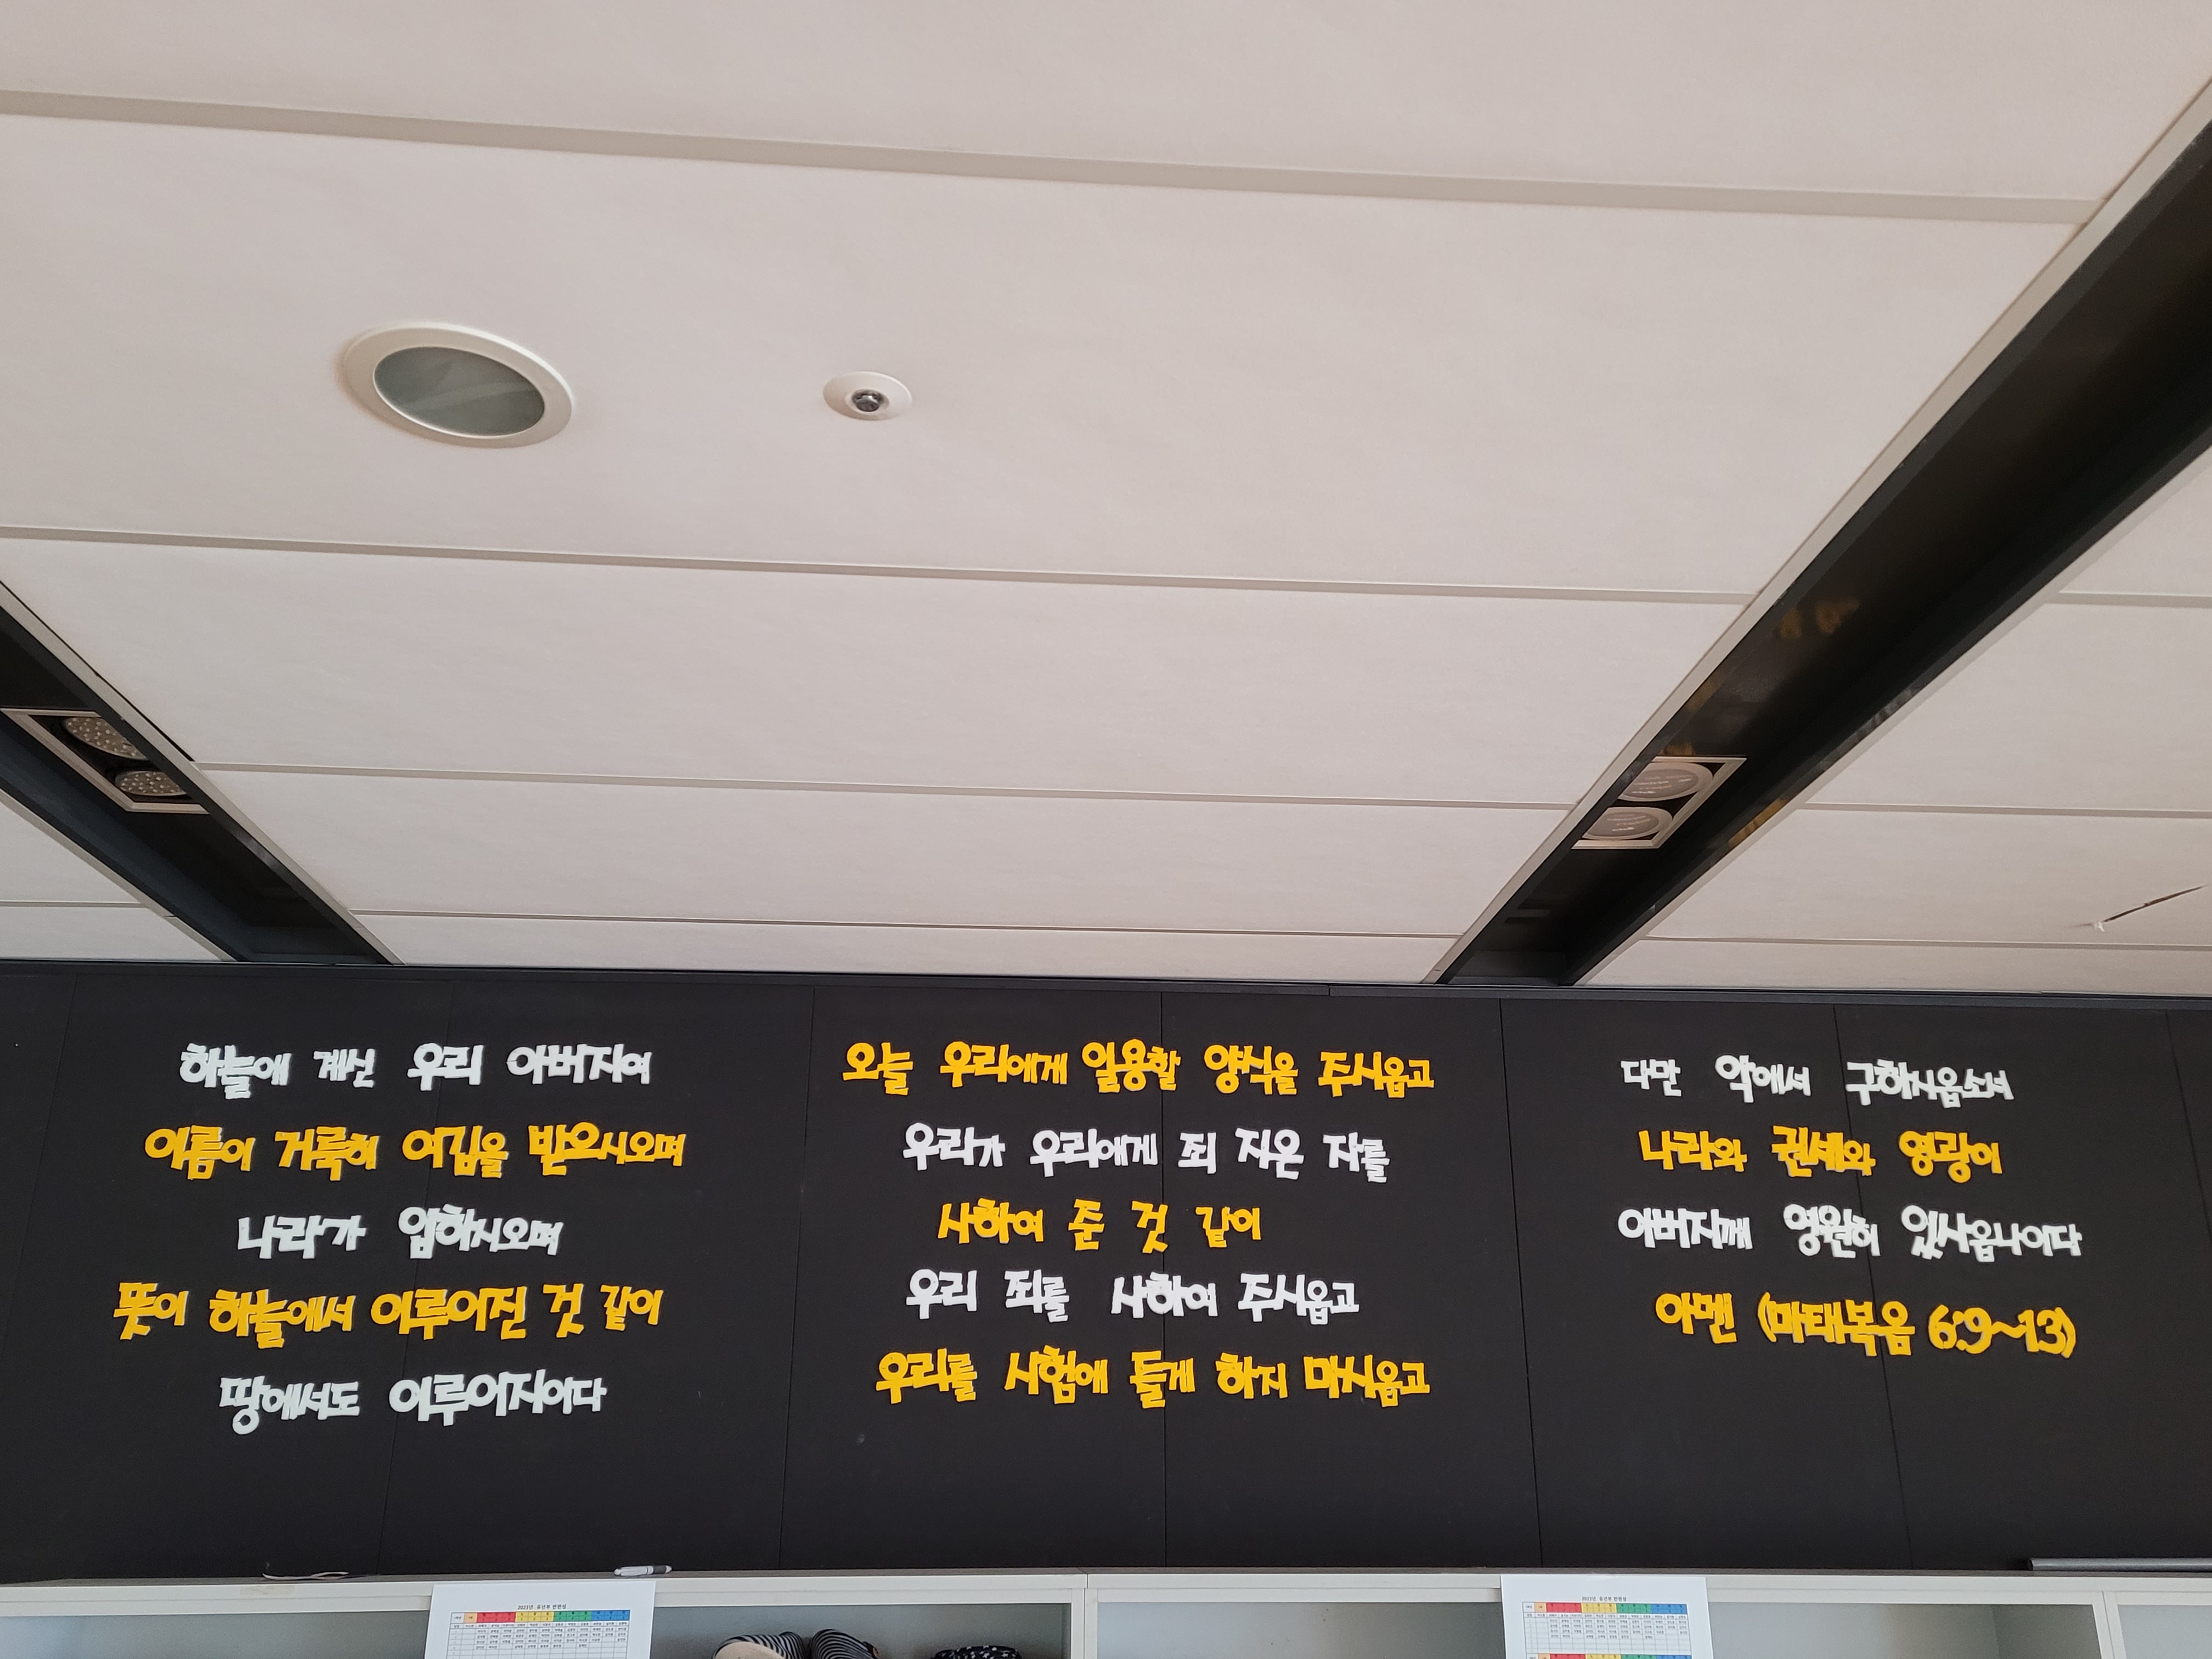 하늘에 계신 우리 아버지여
이름이 거룩히 여김을 받으시오며
나라가 임하시오며
뜻이 하늘에서 이루어진 것 같이
땅에서도 이루어지이다
오늘 우리에게 일용할 양식을 주시옵고
우리가 우리에게 죄 지은 자를
사하여 준 것 같이
우리 죄를 사하여 주시옵고
우리를 시험에 들게 하지 마시옵고
다만 악에서 구하시옵소서
나라와 권세와 영광이
아버지께 영원히 있사옵나이다
아멘 (마태복음 6:9~13)